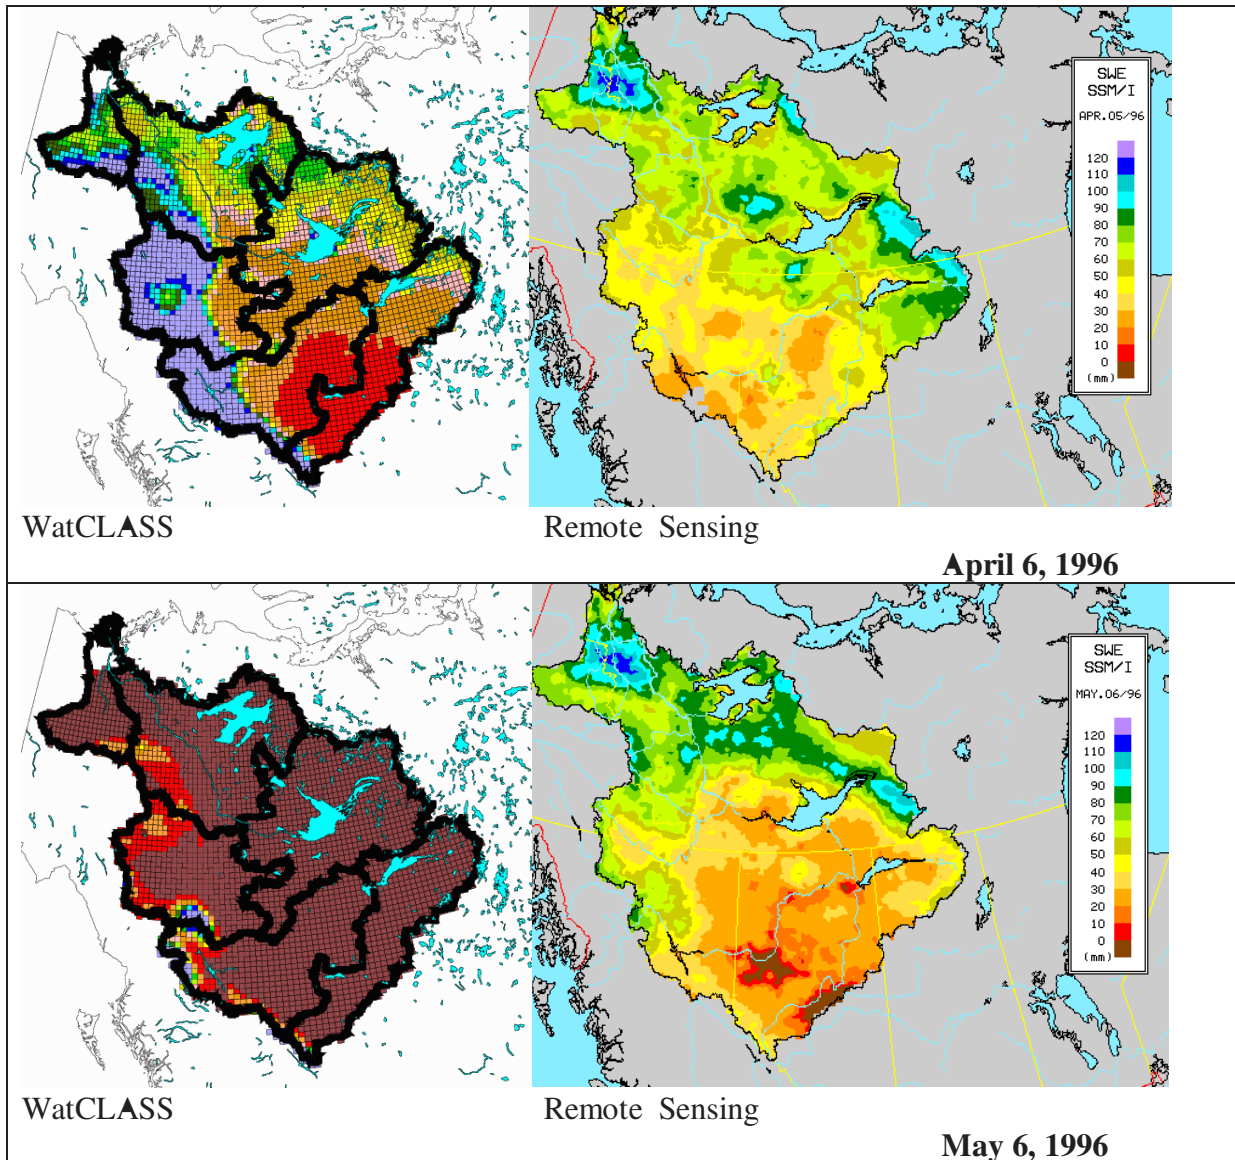 SWE
SSM/I
APR.05/96
120
110
100
90
80
70
60
50
40
30
20
10
0
(mm)
WatCLASS
Remote Sensing
April 6, 1996
SWE
SSM/I
MAY.06/96
120
110
100
90
80
70
60
50
40
30
20
10
0
(mm)
WatCLASS
Remote Sensing
May 6, 1996